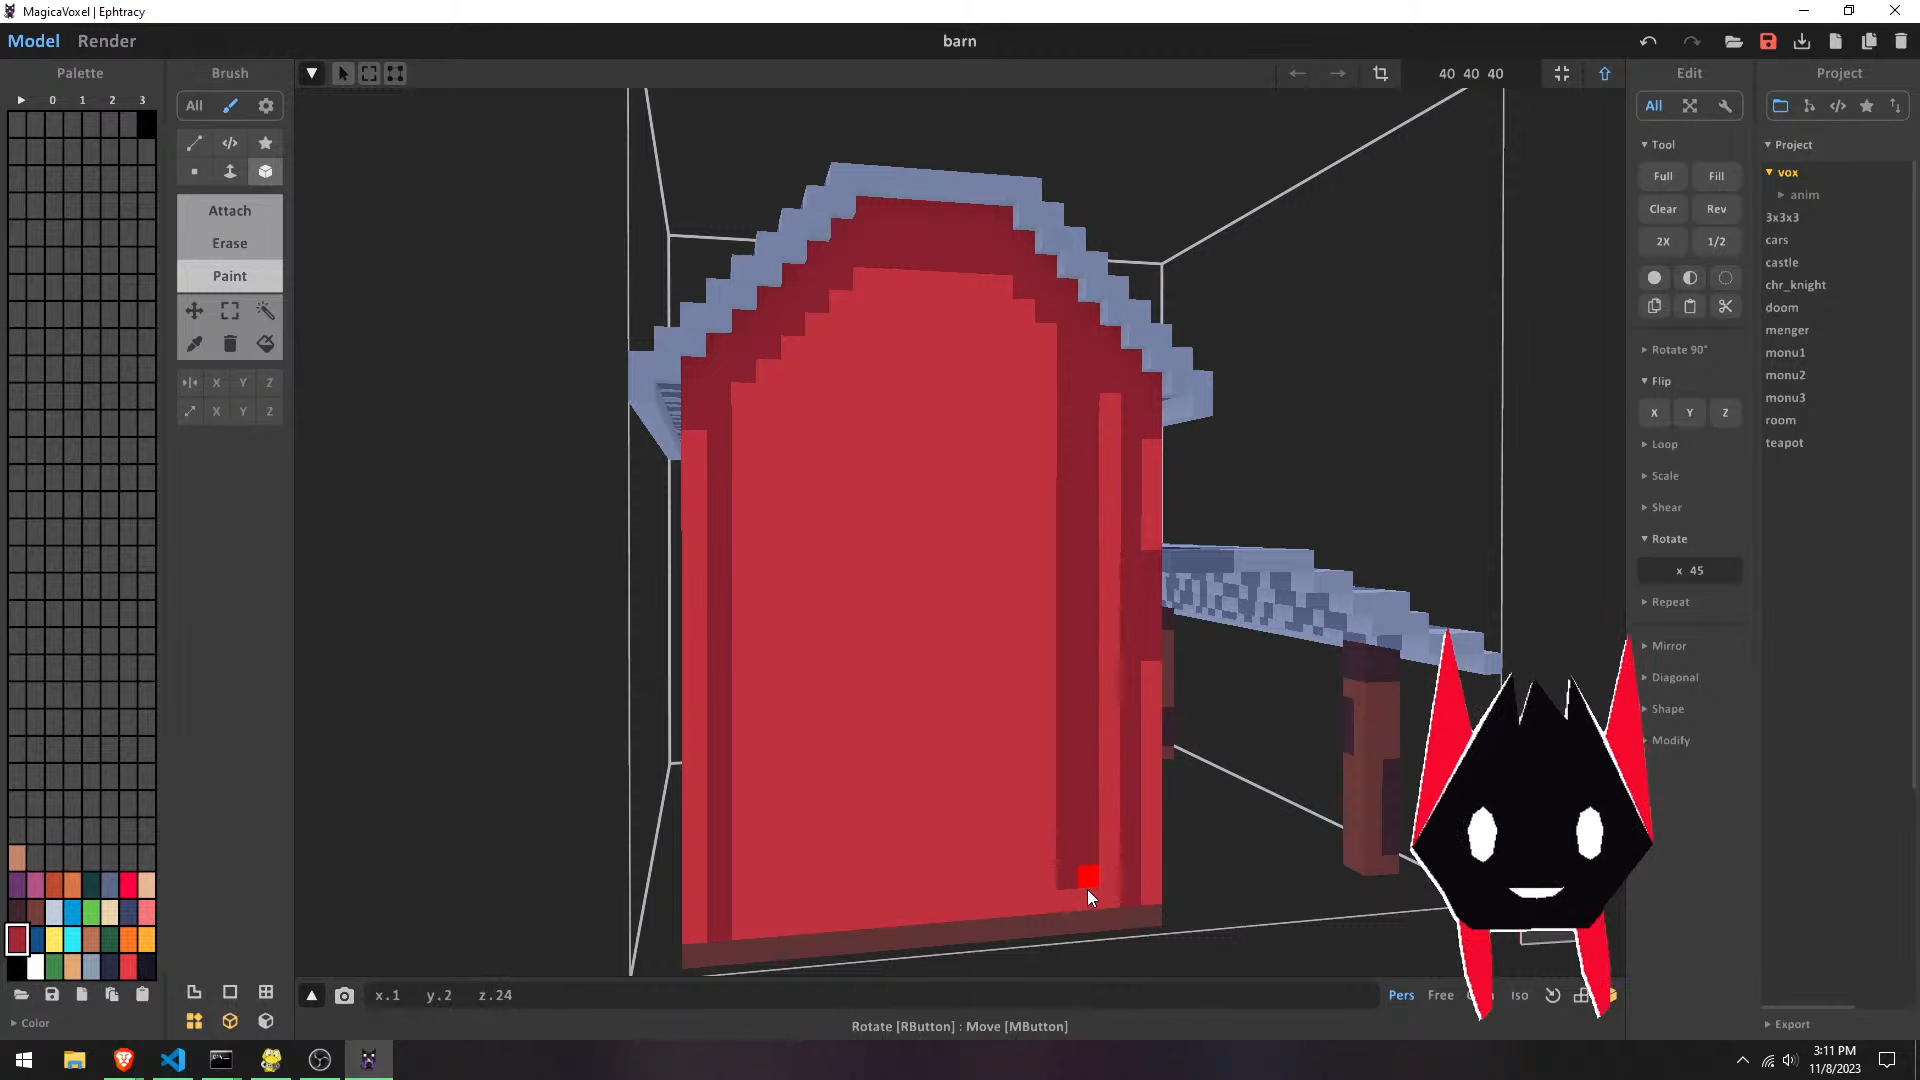 MagicaVoxel | Ephtracy
Model Render
barn
Palette
Brush
40 40 40
Edit
Project
0 1 2 3
All
All
Tool
Project
Full Fill
vox
anim
Attach
Clear Rev
3x3x3
Erase
2X 1/2
cars
castle
Paint
chr_knight
doom
menger
Rotate 90°
monu1
X Y Z
Flip
monu2
X Y Z
X Y Z
monu3
Loop
room
teapot
Scale
Shear
Rotate
x 45
Repeat
Mirror
Diagonal
Shape
Modify
x.1 y.2 z.24
Pers Free Iso
Color
Rotate [RButton] : Move [MButton]
Export
3:11 PM
11/8/2023